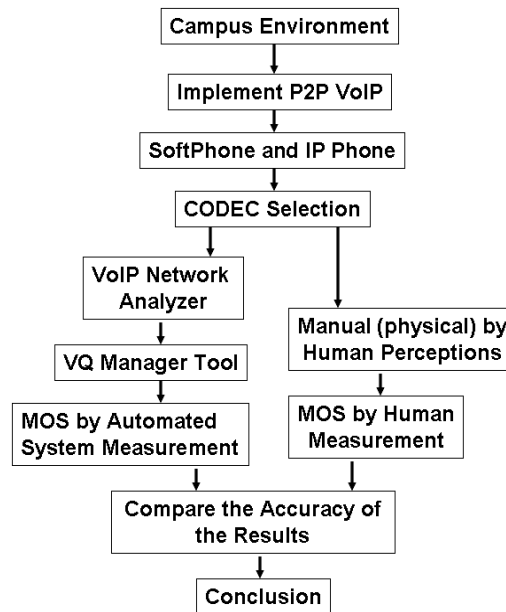 Campus Environment
Implement P2P VoIP
SoftPhone and IP Phone
CODEC Selection
VoIP Network
Analyzer
Manual (physical) by
Human Perceptions
VQ Manager Tool
MOS by Automated
System Measurement
MOS by Human
Measurement
Compare the Accuracy of
the Results
Conclusion